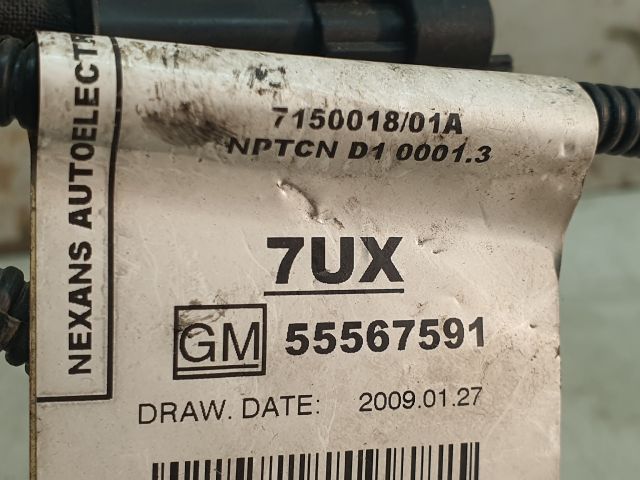 NEXANS AUTOELECTR
7150018/01A
NPTCN D1 0001.3
7UX
GM 55567591
DRAW. DATE: 2009.01.27